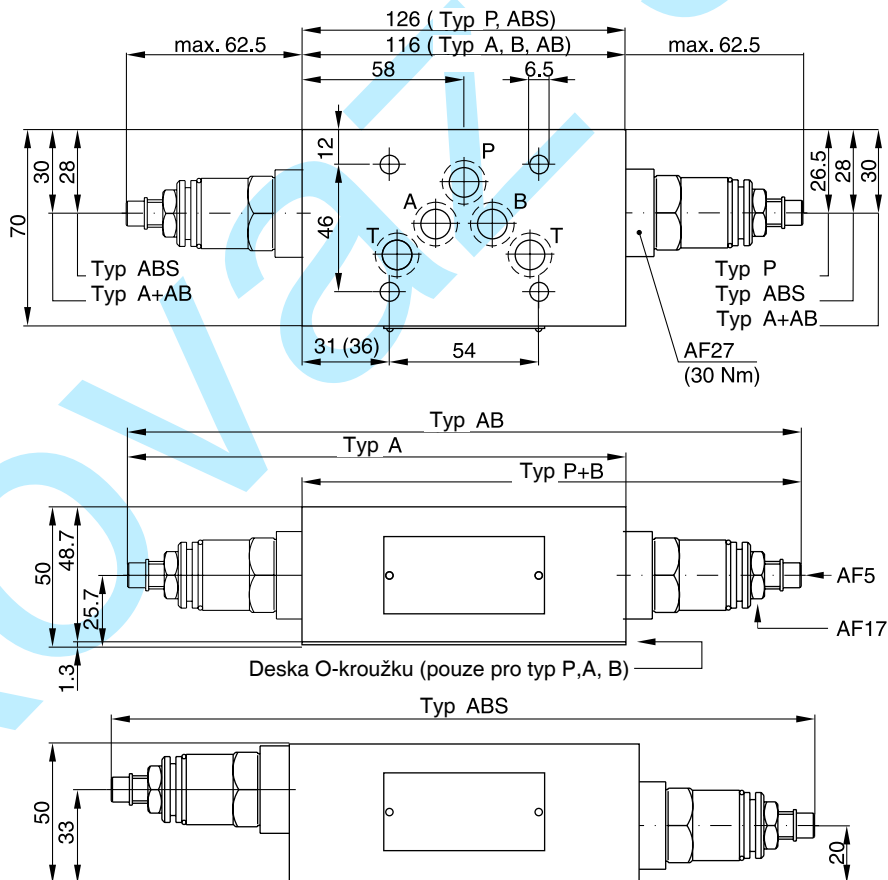 126 ( Typ P, ABS)
max. 62.5
116 ( Typ A, B, AB)
max. 62.5
58
6.5
12
P
30
28
26.5
28
30
70
A
B
46
T
T
Typ ABS
Typ A+AB
Typ P
Typ ABS
Typ A+AB
31 (36)
54
AF27
(30 Nm)
Typ AB
Typ A
Typ P+B
50
48.7
25.7
1.3
AF5
AF17
Deska O-kroužku (pouze pro typ P,A, B)
Typ ABS
50
33
20